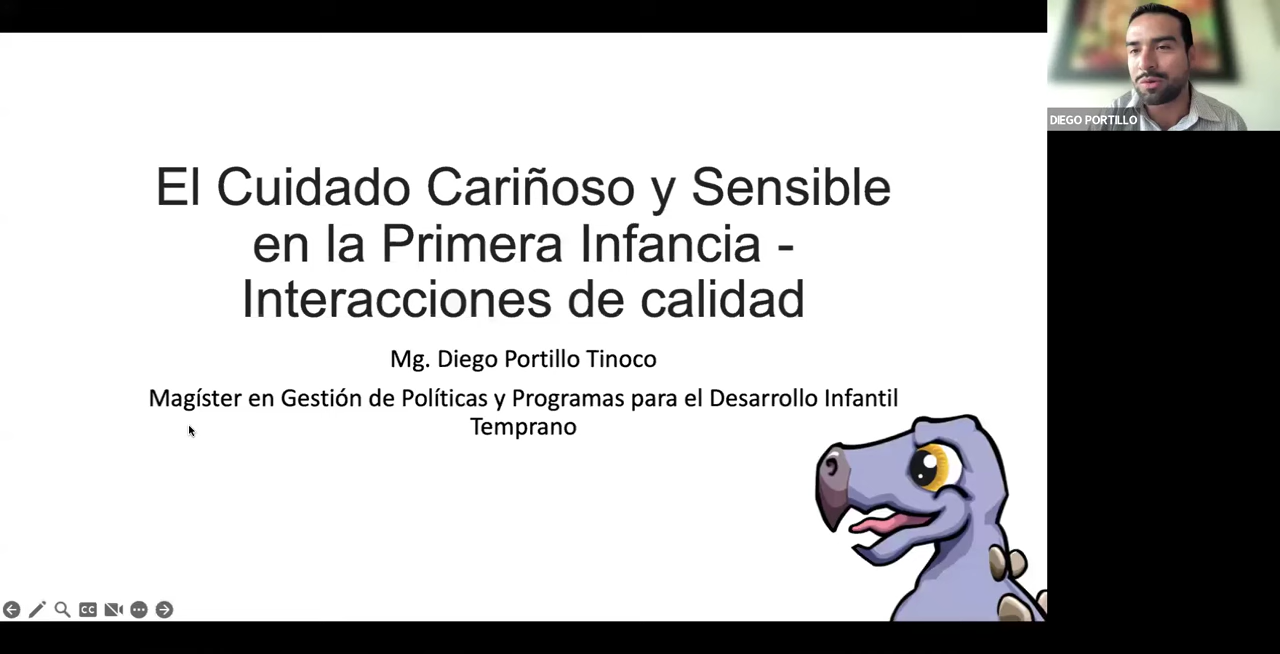 El Cuidado Cariñoso y Sensible
en la Primera Infancia -
Interacciones de calidad
Mg. Diego Portillo Tinoco
Magíster en Gestión de Políticas y Programas para el Desarrollo Infantil
Temprano
DIEGO PORTILLO
CC